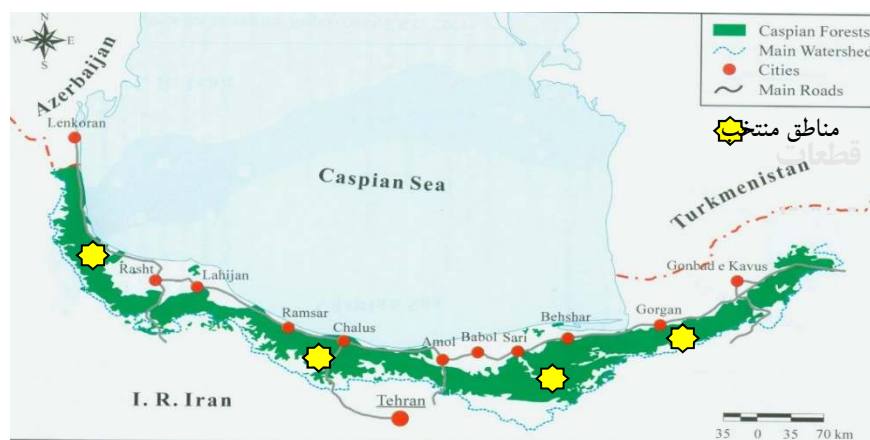 N
W
E
S
Caspian Forests
Main Watershed
Cities
Main Roads
مناطق منتخب
قطعات
Azerbaijan
Lenkoran
Caspian Sea
Turkmenistan
Rasht
Lahijan
Ramsar
Chalus
Amol
Babol
Sari
Behshar
Gorgan
Gonbad e Kavus
I. R. Iran
Tehran
35 0 35 70 km